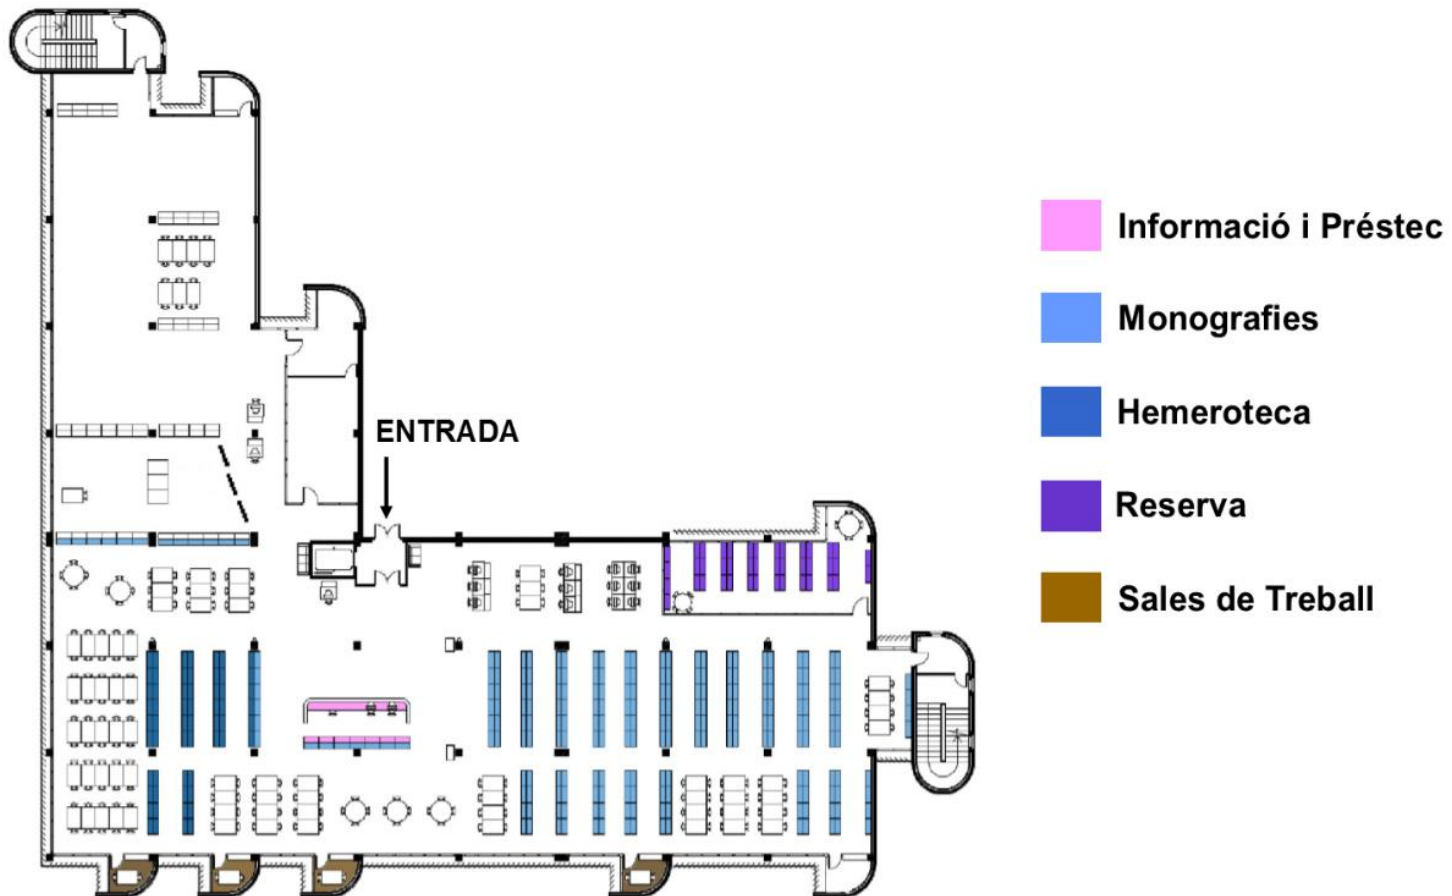 ENTRADA
Informació i Préstec
Monografies
Hemeroteca
Reserva
Sales de Treball